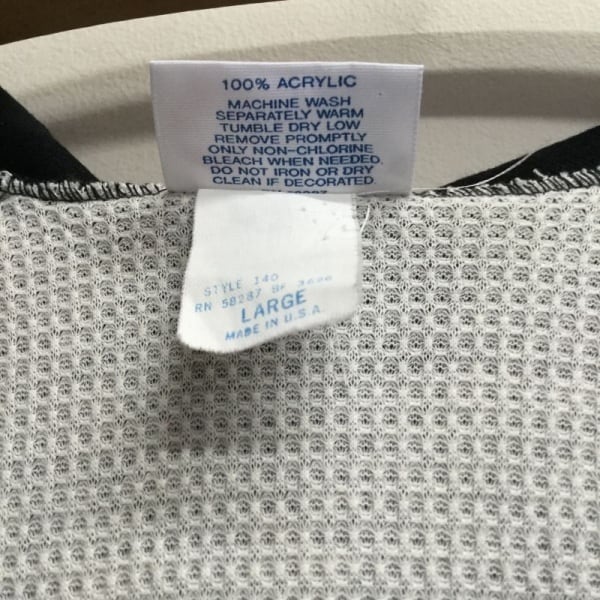 100% ACRYLIC
MACHINE WASH
SEPARATELY WARM
TUMBLE DRY LOW
REMOVE PROMPTLY
ONLY NON-CHLORINE
BLEACH WHEN NEEDED.
DO NOT IRON OR DRY
CLEAN IF DECORATED.
STYLE 140
RN 58287
LARGE
MADE IN U.S.A.